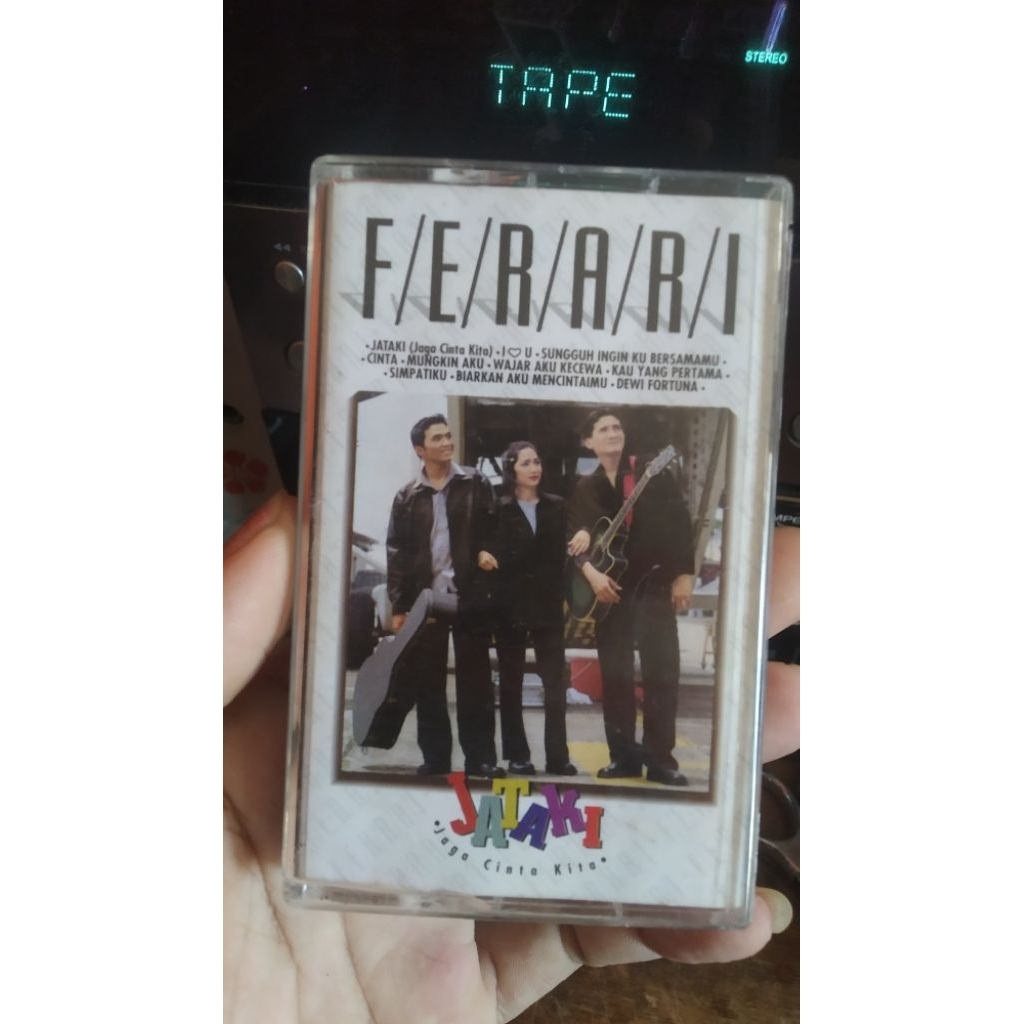 STEREO
TAPE
F/E/R/A/R/I
•JATAKI (Jaga Cinta Kita) • I ♡ U • SUNGGUH INGIN KU BERSAMAMU •
•CINTA • MUNGKIN AKU • WAJAR AKU KECEWA • KAU YANG PERTAMA •
•SIMPATIKU • BIARKAN AKU MENCINTAIMU • DEWI FORTUNA •
JATAKI
•Jaga Cinta Kita•